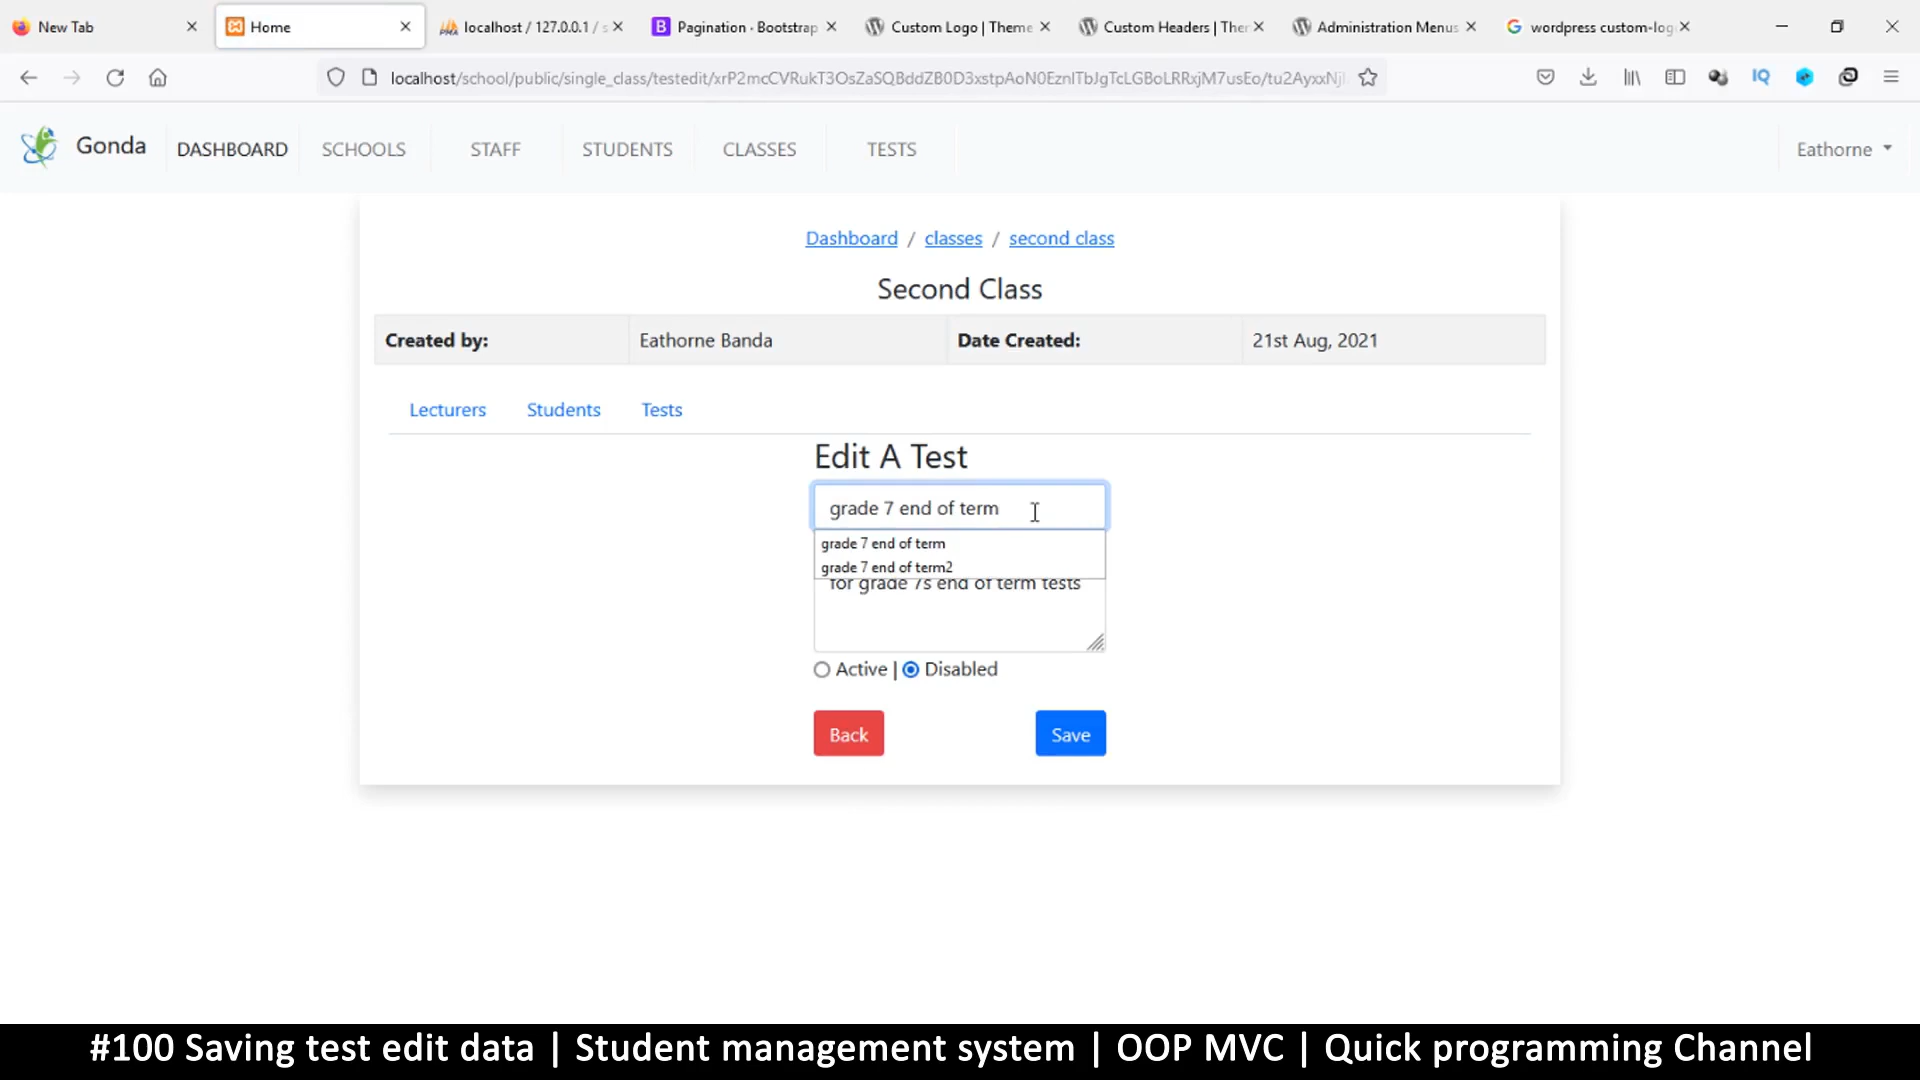 New Tab
Home
localhost / 127.0.0.1 / s
Pagination · Bootstrap
Custom Logo | Theme
Custom Headers | Ther
Administration Menus
wordpress custom-log
localhost/school/public/single_class/testedit/xrP2mcCVRukT3OsZaSQBddZB0D3xstpAoN0EznlTbJgTcLGBoLRRxjM7usEo/tu2AyxxNjl
IQ
Gonda
DASHBOARD
SCHOOLS
STAFF
STUDENTS
CLASSES
TESTS
Eathorne
Dashboard / classes / second class
Second Class
Created by: Eathorne Banda Date Created: 21st Aug, 2021
Lecturers Students Tests
Edit A Test
grade 7 end of term
grade 7 end of term
grade 7 end of term2
for grade 7s end of term tests
Active | Disabled
Back Save
#100 Saving test edit data | Student management system | OOP MVC | Quick programming Channel